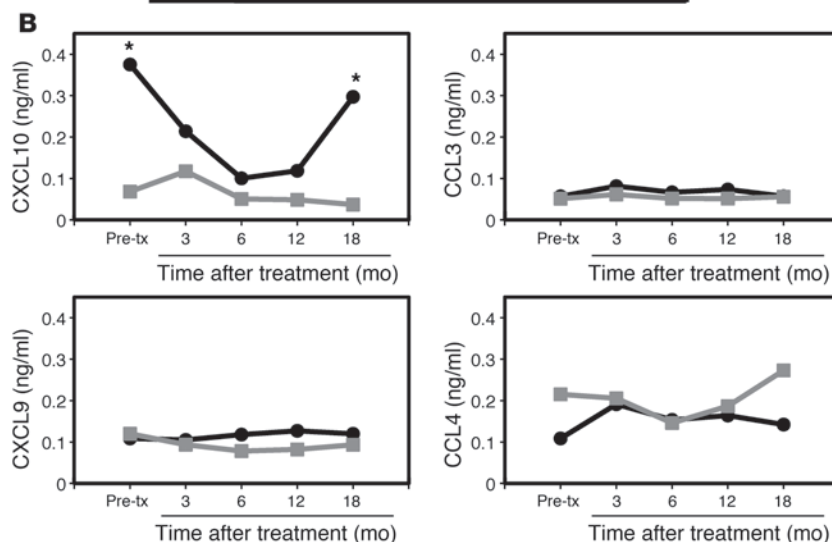 B
CXCL10 (ng/ml)
0.4
0.3
0.2
0.1
0
*
*
Pre-tx 3 6 12 18
Time after treatment (mo)
CCL3 (ng/ml)
0.4
0.3
0.2
0.1
0
Pre-tx 3 6 12 18
Time after treatment (mo)
CXCL9 (ng/ml)
0.4
0.3
0.2
0.1
0
Pre-tx 3 6 12 18
Time after treatment (mo)
CCL4 (ng/ml)
0.4
0.3
0.2
0.1
0
Pre-tx 3 6 12 18
Time after treatment (mo)